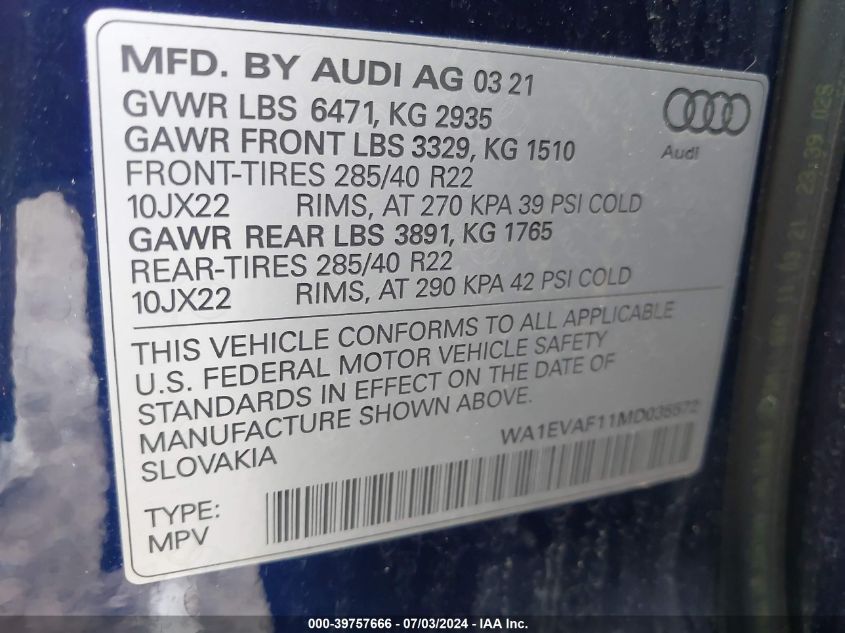 MFD. BY AUDI AG 03 21
GVWR LBS 6471, KG 2935
GAWR FRONT LBS 3329, KG 1510
FRONT-TIRES 285/40 R22
10JX22 RIMS, AT 270 KPA 39 PSI COLD
GAWR REAR LBS 3891, KG 1765
REAR-TIRES 285/40 R22
10JX22 RIMS, AT 290 KPA 42 PSI COLD
Audi
THIS VEHICLE CONFORMS TO ALL APPLICABLE
U.S. FEDERAL MOTOR VEHICLE SAFETY
STANDARDS IN EFFECT ON THE DATE OF
MANUFACTURE SHOWN ABOVE.
SLOVAKIA
WA1EVAF11MD035572
TYPE:
MPV
000-39757666 - 07/03/2024 - IAA Inc.